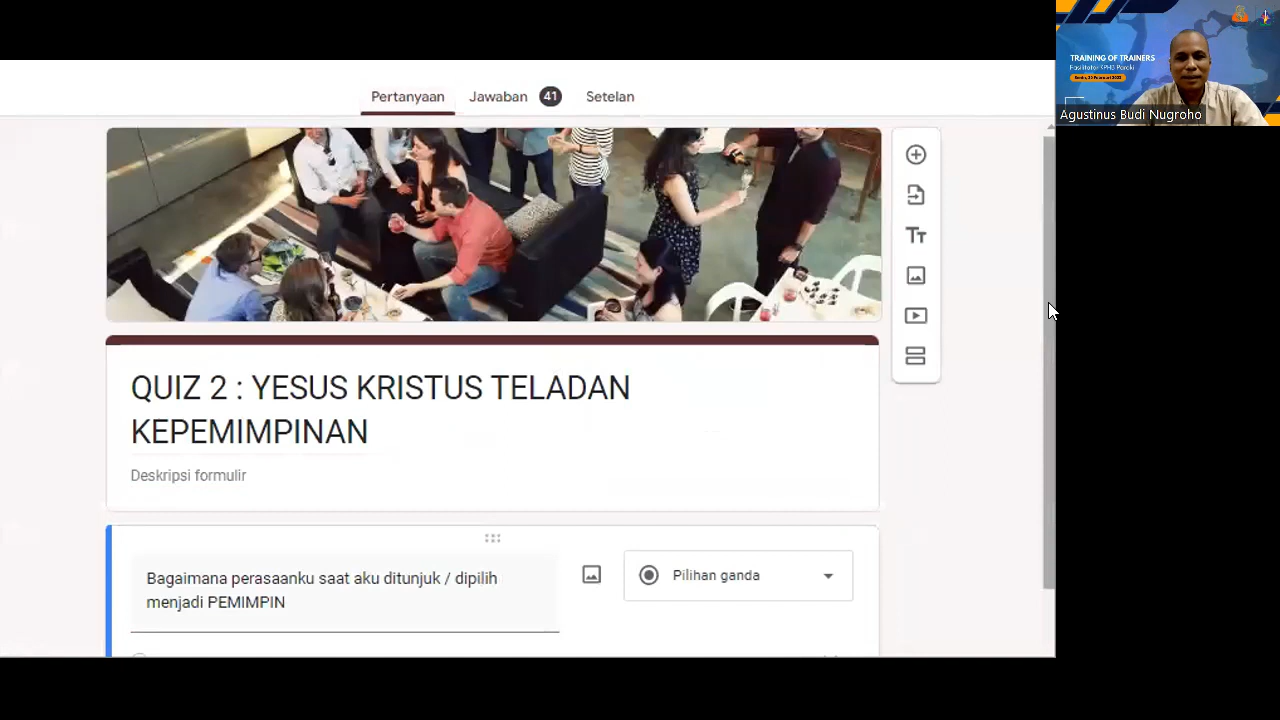 Pertanyaan
Jawaban 41
Setelan
TRAINING OF TRAINERS
Agustinus Budi Nugroho
QUIZ 2 : YESUS KRISTUS TELADAN
KEPEMIMPINAN
Deskripsi formulir
Bagaimana perasaanku saat aku ditunjuk / dipilih
menjadi PEMIMPIN
Pilihan ganda